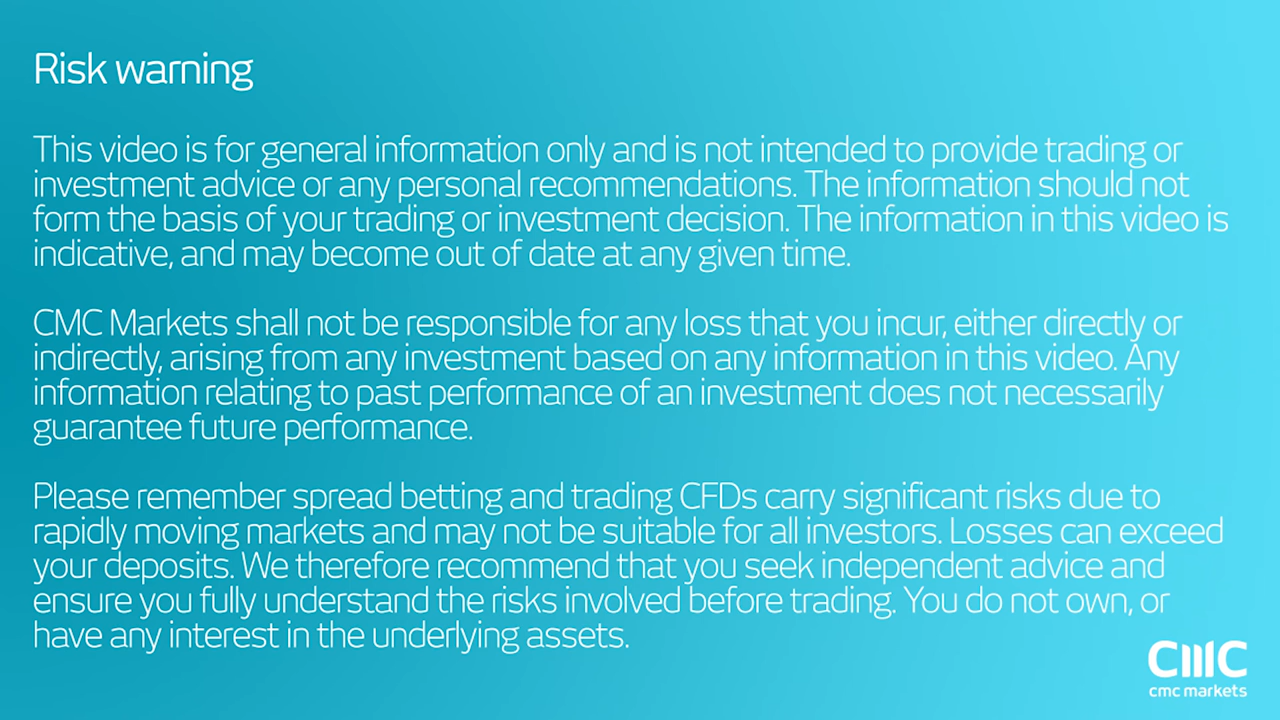 Risk warning
This video is for general information only and is not intended to provide trading or
investment advice or any personal recommendations. The information should not
form the basis of your trading or investment decision. The information in this video is
indicative, and may become out of date at any given time.
CMC Markets shall not be responsible for any loss that you incur, either directly or
indirectly, arising from any investment based on any information in this video. Any
information relating to past performance of an investment does not necessarily
guarantee future performance.
Please remember spread betting and trading CFDs carry significant risks due to
rapidly moving markets and may not be suitable for all investors. Losses can exceed
your deposits. We therefore recommend that you seek independent advice and
ensure you fully understand the risks involved before trading. You do not own, or
have any interest in the underlying assets.
CMC
cmc markets